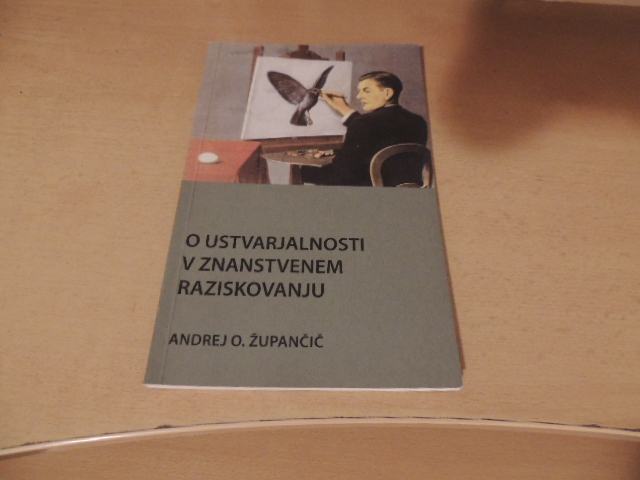 O USTVARJALNOSTI
V ZNANSTVENEM
RAZISKOVANJU
ANDREJ O. ŽUPANČIČ